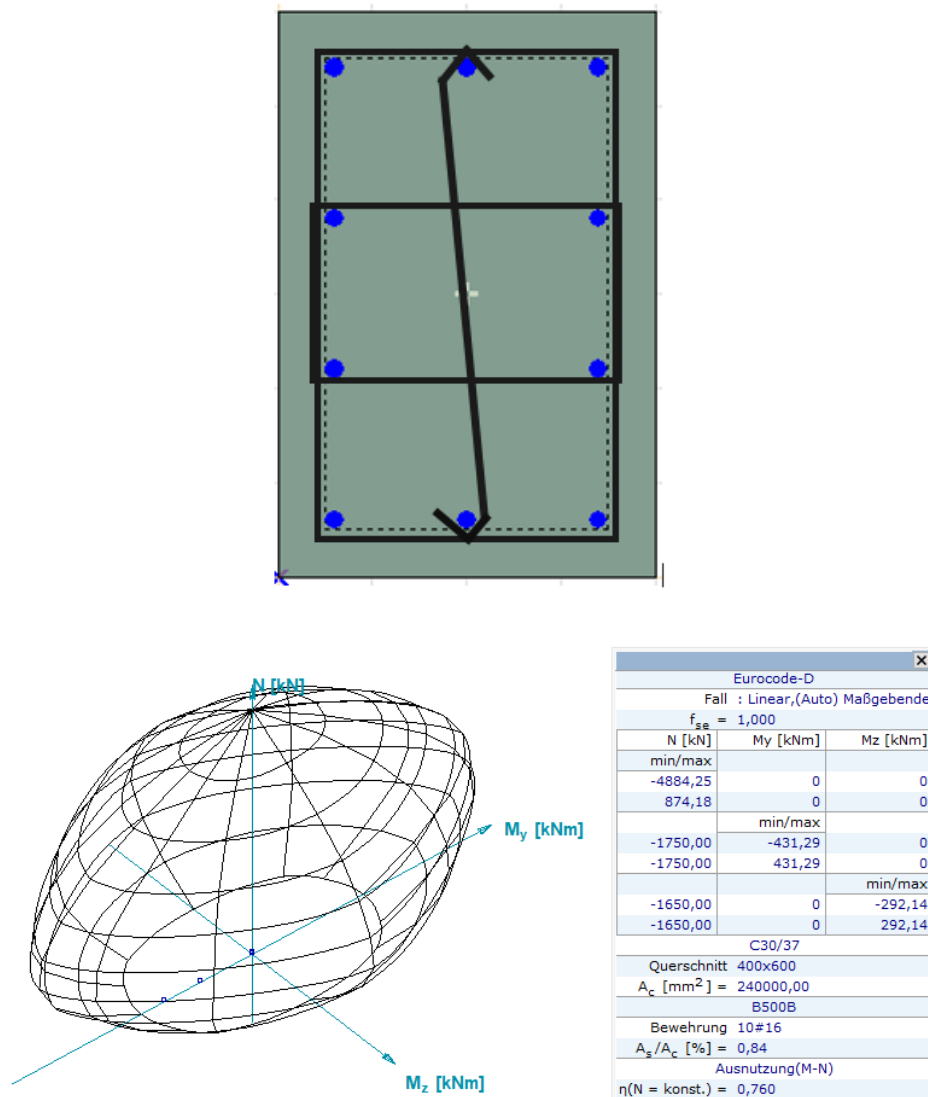 N [kN]
My [kNm]
Mz [kNm]
Eurocode-D
Fall : Linear,(Auto) Maßgebende
fse = 1,000
N [kN] My [kNm] Mz [kNm]
min/max
-4884,25 0 0
874,18 0 0
min/max
-1750,00 -431,29 0
-1750,00 431,29 0
min/max
-1650,00 0 -292,14
-1650,00 0 292,14
C30/37
Querschnitt 400x600
Ac [mm2] = 240000,00
B500B
Bewehrung 10#16
As/Ac [%] = 0,84
Ausnutzung(M-N)
η(N = konst.) = 0,760